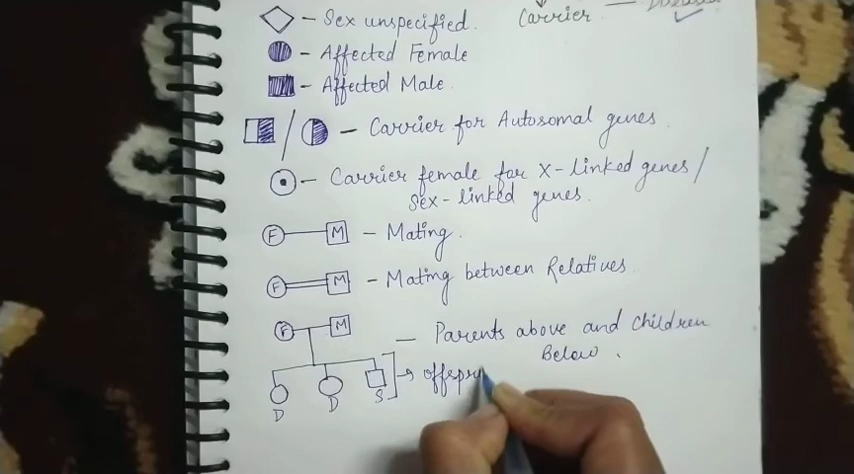 - Sex unspecified.
Carrier —
- Affected Female
- Affected Male.
/ - Carrier for Autosomal genes.
- Carrier female for X-linked genes /
Sex-linked genes.
F M - Mating.
F M - Mating between Relatives.
F M
- Parents above and children
Below.
D D S → offspr